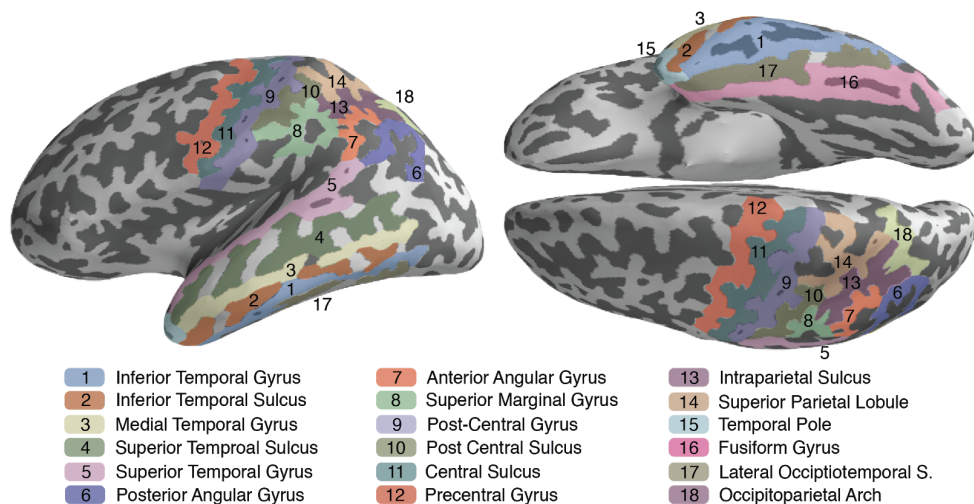 3
15
2
1
17
16
14
10
9
13
18
11
8
12
7
6
5
4
3
1
2
17
12
18
11
14
9
13
10
6
8
7
5
1 Inferior Temporal Gyrus
2 Inferior Temporal Sulcus
3 Medial Temporal Gyrus
4 Superior Temproal Sulcus
5 Superior Temporal Gyrus
6 Posterior Angular Gyrus
7 Anterior Angular Gyrus
8 Superior Marginal Gyrus
9 Post-Central Gyrus
10 Post Central Sulcus
11 Central Sulcus
12 Precentral Gyrus
13 Intraparietal Sulcus
14 Superior Parietal Lobule
15 Temporal Pole
16 Fusiform Gyrus
17 Lateral Occiptiotemporal S.
18 Occipitoparietal Arch